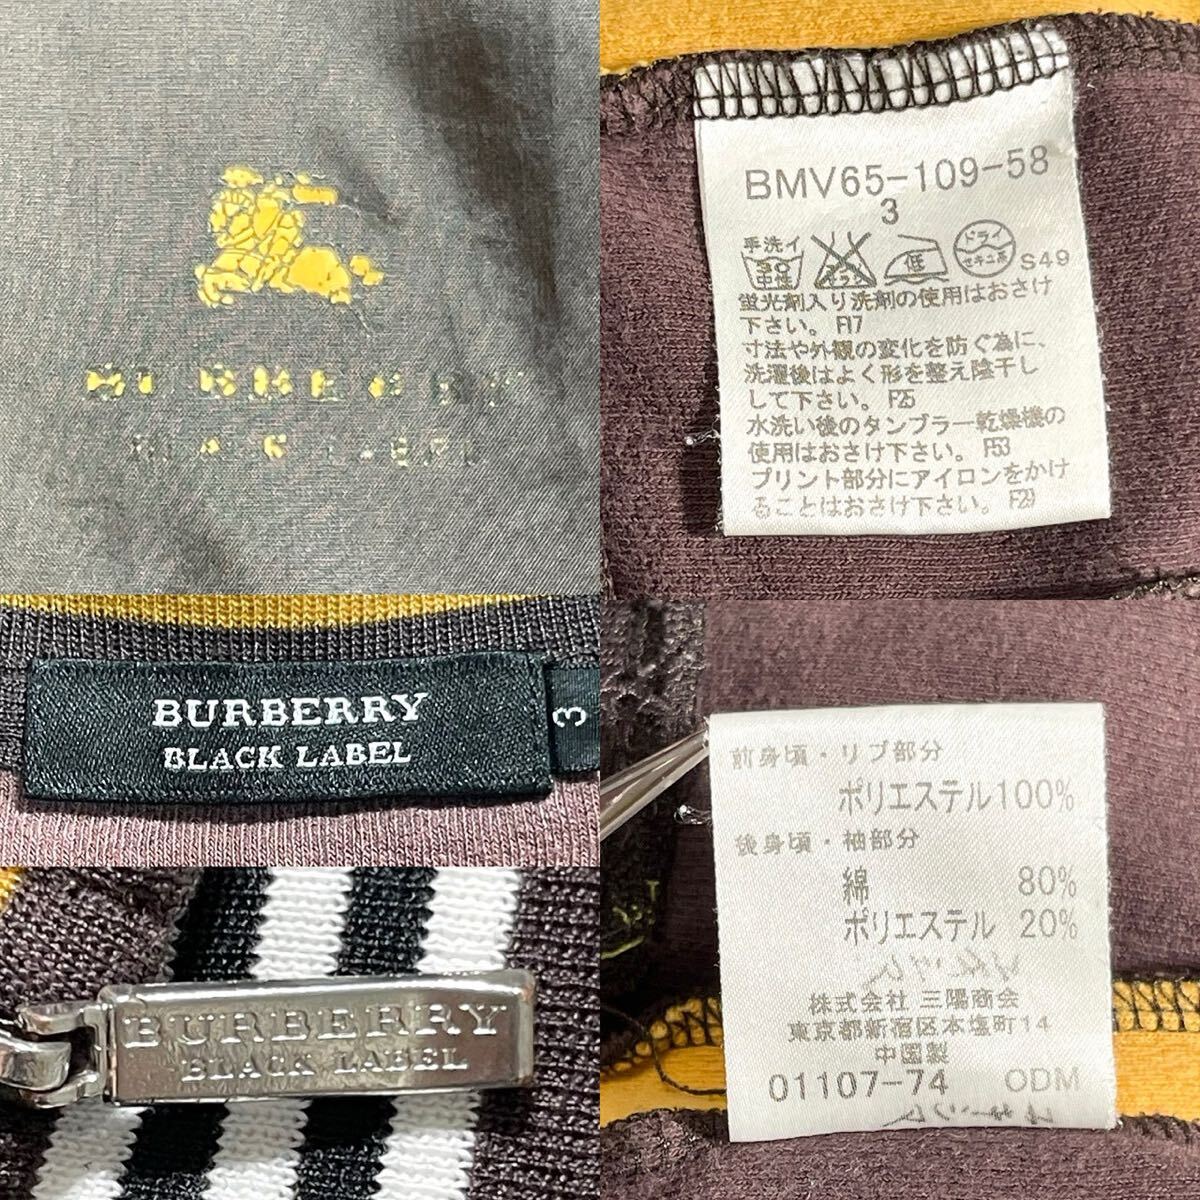 BURBERRY
BMV65-109-58
3
手洗イ
30
中性
低
ドライ
セキユ系
S49
蛍光剤入り洗剤の使用はおさけ
下さい。F17
寸法や外観の変化を防ぐ為に、
洗濯後はよく形を整え陰干し
して下さい。F25
水洗い後のタンブラー乾燥機の
使用はおさけ下さい。F53
プリント部分にアイロンをかけ
ることはおさけ下さい。F29
BURBERRY
BLACK LABEL
3
BURBERRY
BLACK LABEL
前身頃・リブ部分
ポリエステル100%
後身頃・袖部分
綿 80%
ポリエステル 20%
株式会社 三陽商会
東京都新宿区本塩町14
中国製
01107-74 ODM